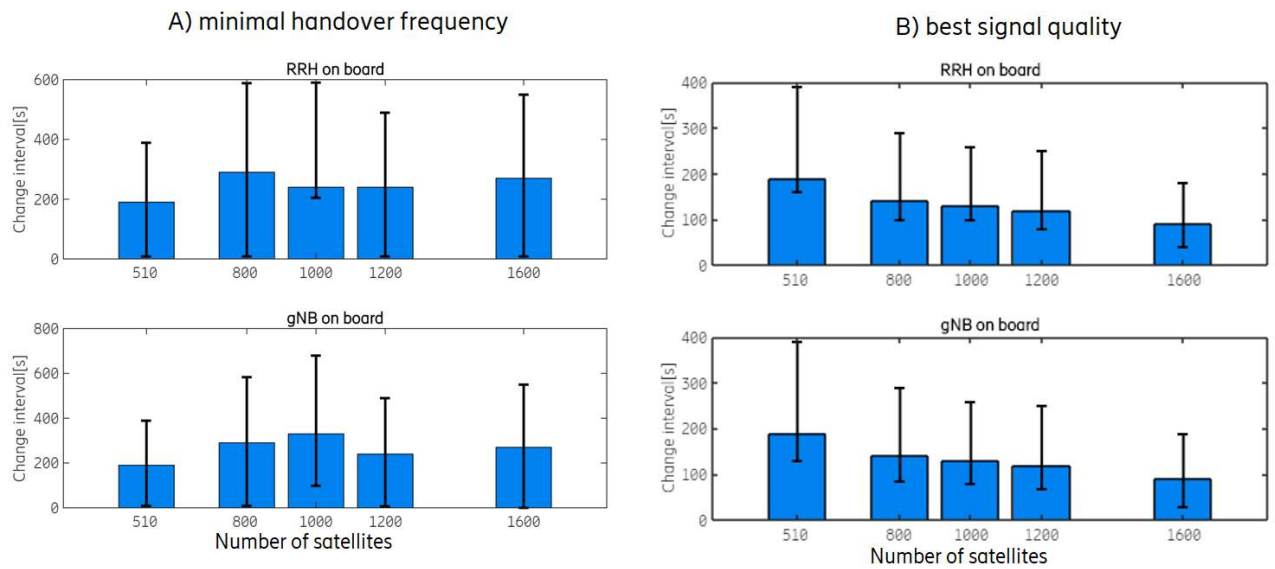 A) minimal handover frequency
RRH on board
600
400
200
0
Change interval[s]
510 800 1000 1200 1600
gNB on board
800
600
400
200
0
Change interval[s]
510 800 1000 1200 1600
Number of satellites
B) best signal quality
RRH on board
400
300
200
100
0
Change interval[s]
510 800 1000 1200 1600
gNB on board
400
300
200
100
0
Change interval[s]
510 800 1000 1200 1600
Number of satellites